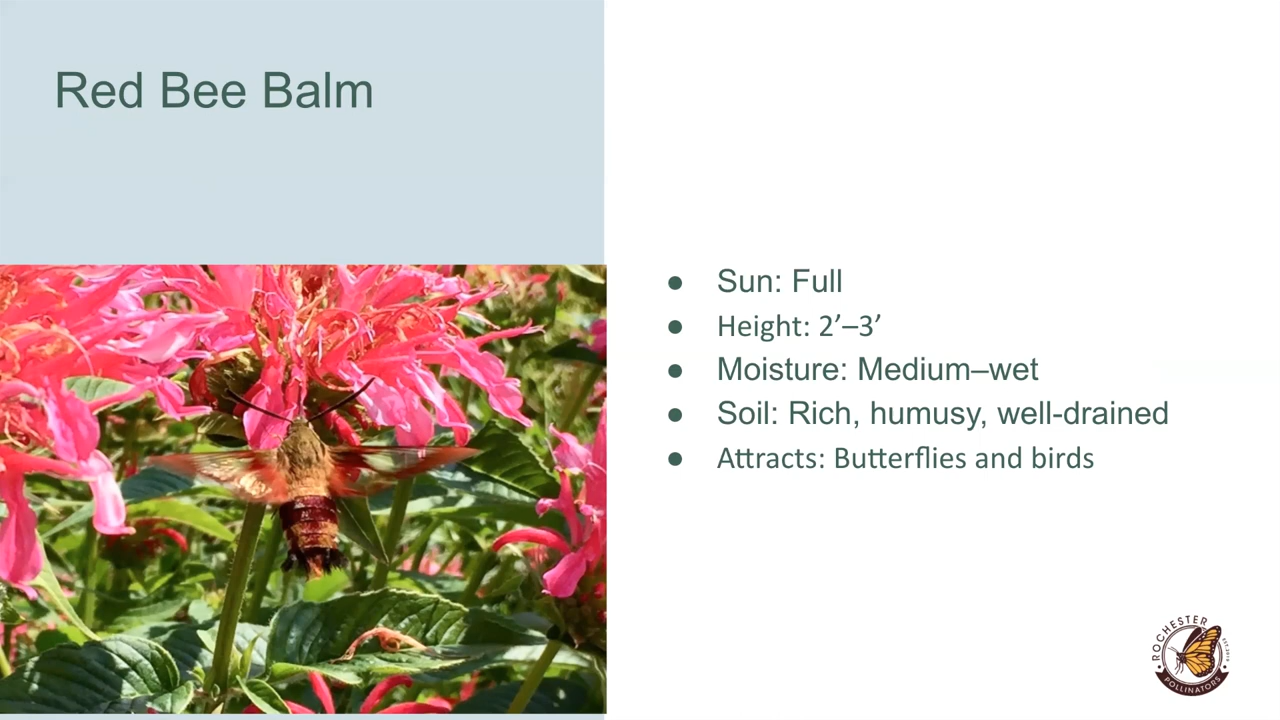 Red Bee Balm
● Sun: Full
● Height: 2’–3’
● Moisture: Medium–wet
● Soil: Rich, humusy, well-drained
● Attracts: Butterflies and birds
ROCHESTER
POLLINATORS